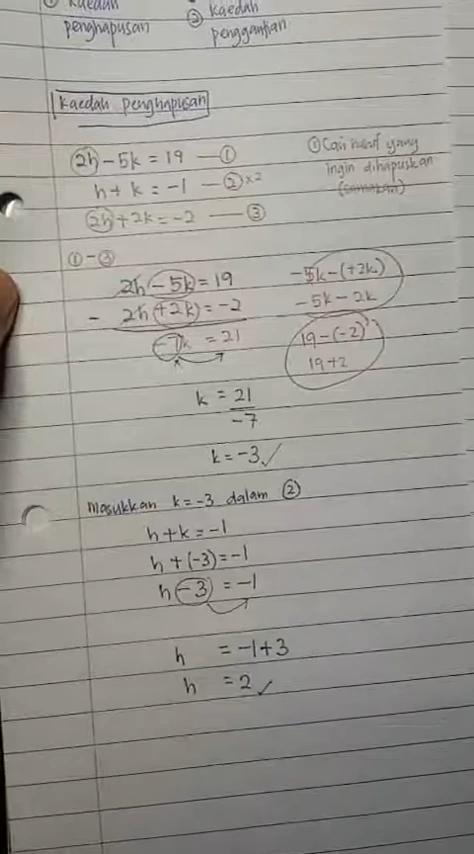 ① Kaedah
penghapusan
② Kaedah
penggantian
Kaedah penghapusan
2h - 5k = 19 — ①
h + k = -1 — ② ×2
2h + 2k = -2 — ③
① Cari huruf yang
ingin dihapuskan
(samakan)
① - ③
2h - 5k = 19
- 2h + 2k = -2
-7k = 21
-5k - (+2k)
-5k - 2k
19 - (-2)
19 + 2
k = 21
-7
k = -3 ✓
Masukkan k = -3 dalam ②
h + k = -1
h + (-3) = -1
h - 3 = -1
h = -1 + 3
h = 2 ✓